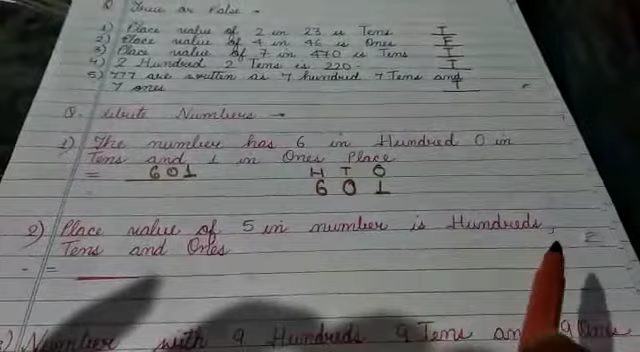 Q True or False -
1) Place value of 2 in 23 is Tens T
2) Place value of 4 in 46 is Ones F
3) Place value of 7 in 470 is Tens T
4) 2 Hundred 2 Tens is 220. T
5) 777 are written as 7 hundred 7 Tens and
7 ones T
Q. Write Numbers -
1) The number has 6 in Hundred 0 in
Tens and 1 in Ones Place
= 601 H T O
6 0 1
2) Place value of 5 in number is Hundreds,
Tens and Ones
=
3) Number with 9 Hundreds 9 Tens and 9 Ones